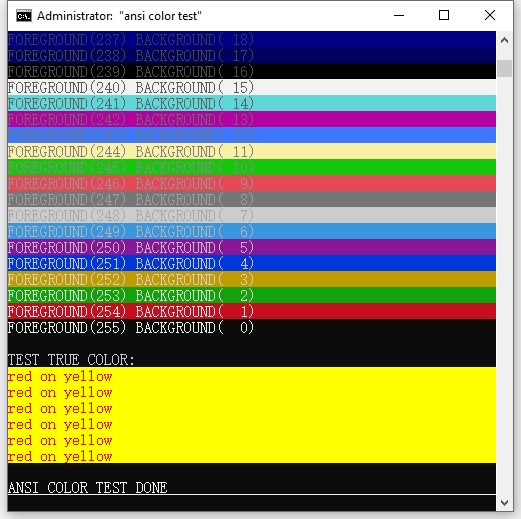 Administrator: "ansi color test"
FOREGROUND(237) BACKGROUND( 18)
FOREGROUND(238) BACKGROUND( 17)
FOREGROUND(239) BACKGROUND( 16)
FOREGROUND(240) BACKGROUND( 15)
FOREGROUND(241) BACKGROUND( 14)
FOREGROUND(242) BACKGROUND( 13)
FOREGROUND(243) BACKGROUND( 12)
FOREGROUND(244) BACKGROUND( 11)
FOREGROUND(245) BACKGROUND( 10)
FOREGROUND(246) BACKGROUND(  9)
FOREGROUND(247) BACKGROUND(  8)
FOREGROUND(248) BACKGROUND(  7)
FOREGROUND(249) BACKGROUND(  6)
FOREGROUND(250) BACKGROUND(  5)
FOREGROUND(251) BACKGROUND(  4)
FOREGROUND(252) BACKGROUND(  3)
FOREGROUND(253) BACKGROUND(  2)
FOREGROUND(254) BACKGROUND(  1)
FOREGROUND(255) BACKGROUND(  0)
TEST TRUE COLOR:
red on yellow
red on yellow
red on yellow
red on yellow
red on yellow
red on yellow
ANSI COLOR TEST DONE